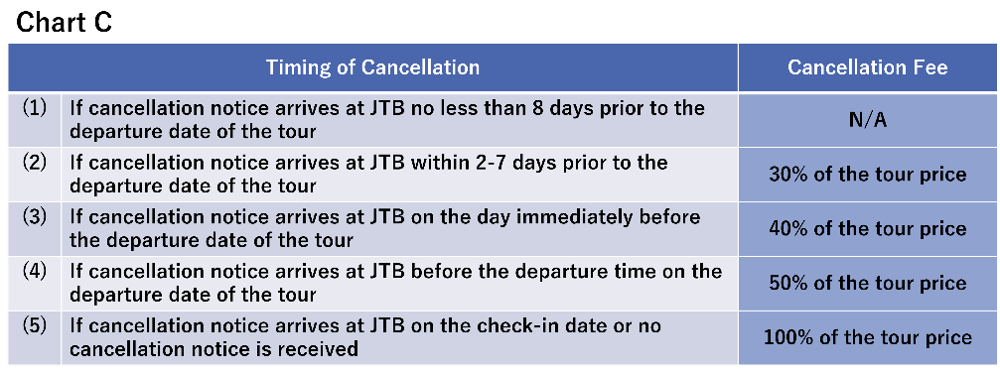 Chart C
Timing of Cancellation Cancellation Fee
(1) If cancellation notice arrives at JTB no less than 8 days prior to the
departure date of the tour
N/A
(2) If cancellation notice arrives at JTB within 2-7 days prior to the
departure date of the tour
30% of the tour price
(3) If cancellation notice arrives at JTB on the day immediately before
the departure date of the tour
40% of the tour price
(4) If cancellation notice arrives at JTB before the departure time on the
departure date of the tour
50% of the tour price
(5) If cancellation notice arrives at JTB on the check-in date or no
cancellation notice is received
100% of the tour price